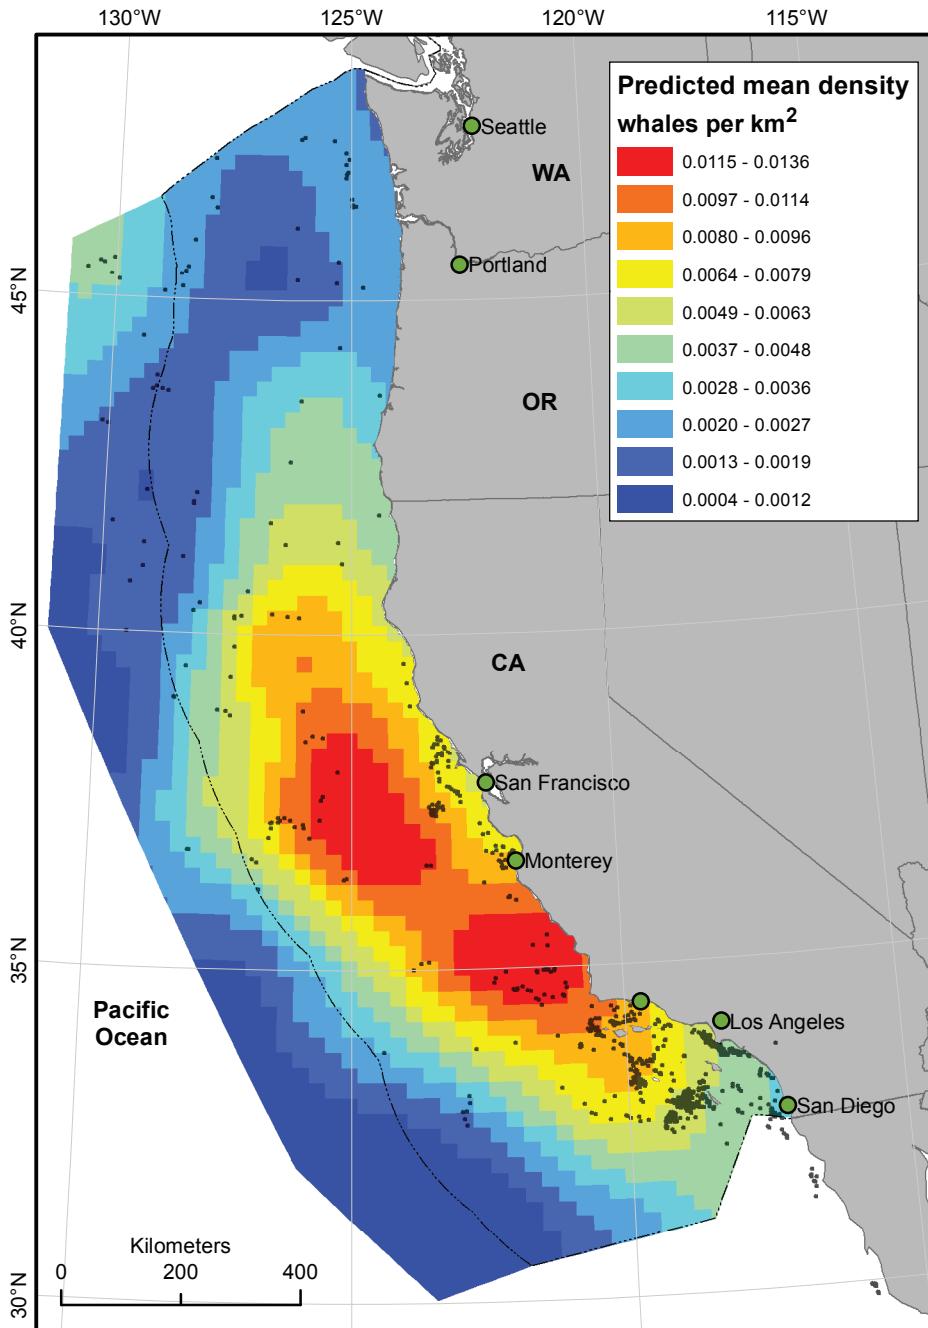 130°W 125°W 120°W 115°W
Predicted mean density
whales per km²
0.0115 - 0.0136
0.0097 - 0.0114
0.0080 - 0.0096
0.0064 - 0.0079
0.0049 - 0.0063
0.0037 - 0.0048
0.0028 - 0.0036
0.0020 - 0.0027
0.0013 - 0.0019
0.0004 - 0.0012
Seattle
WA
Portland
45°N
OR
40°N
CA
San Francisco
Monterey
35°N
Pacific
Ocean
Los Angeles
San Diego
Kilometers
0 200 400
30°N